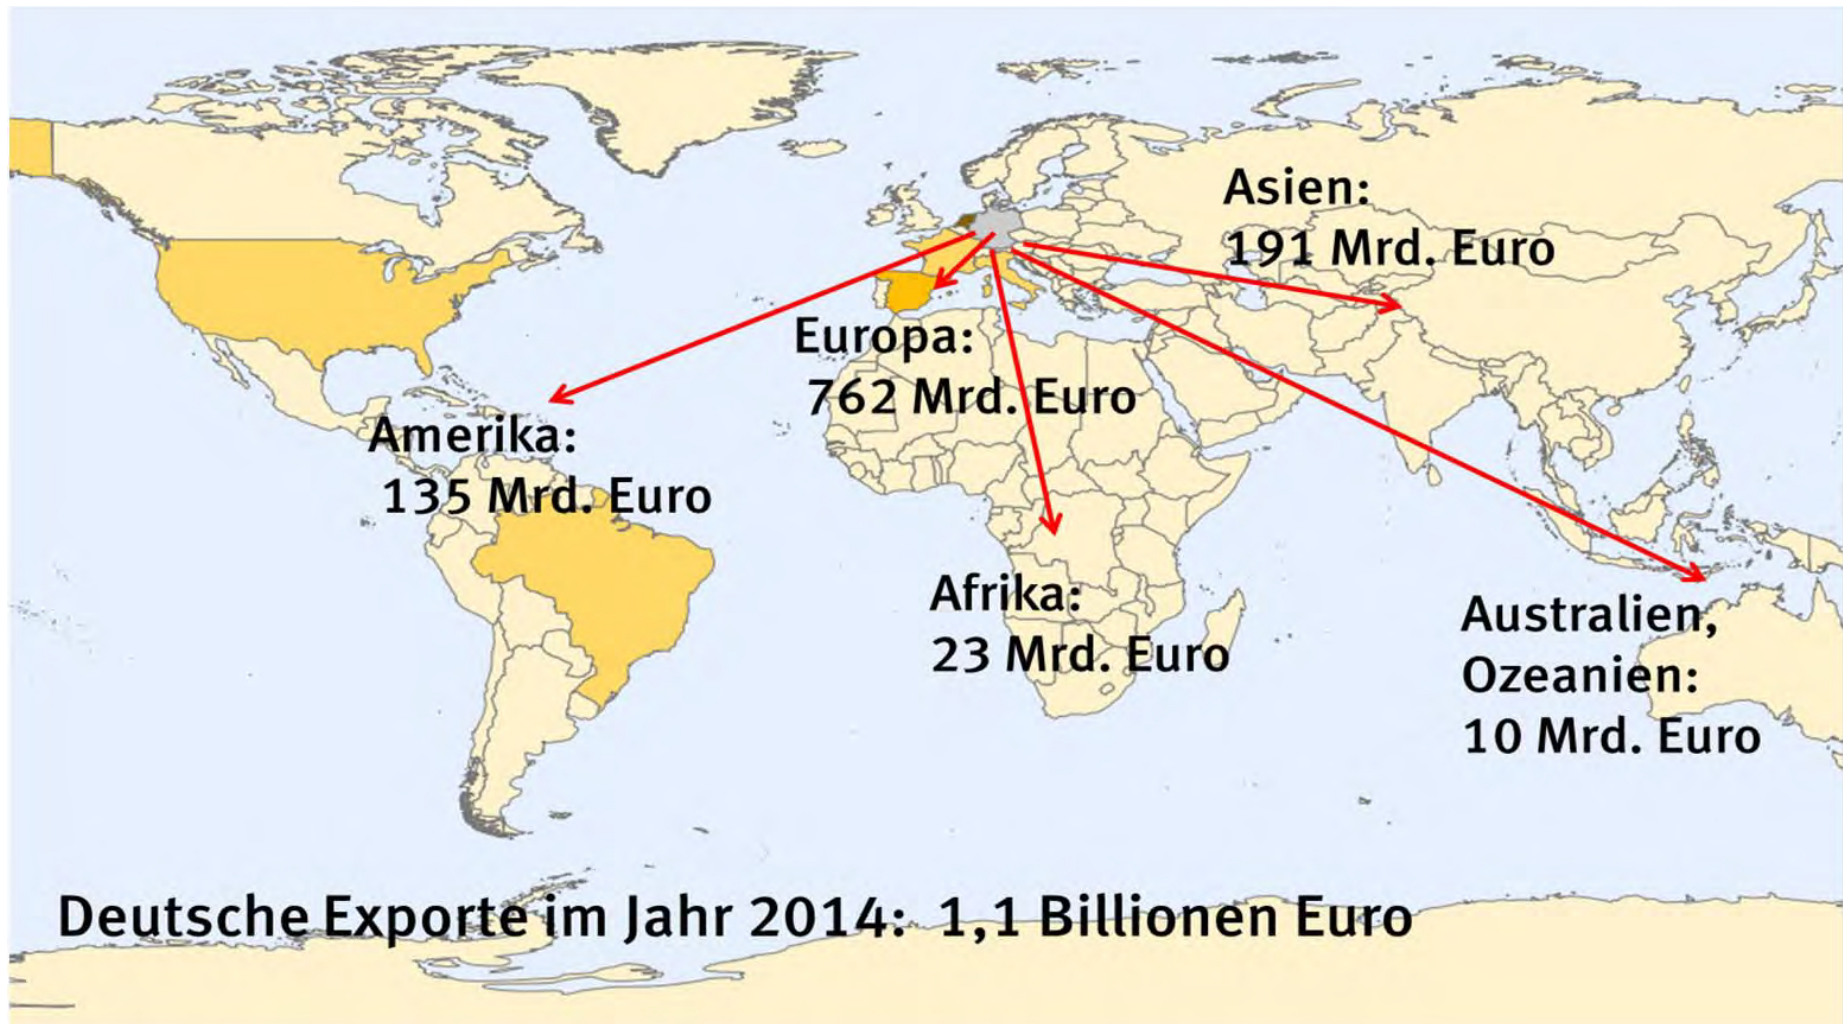 Asien:
191 Mrd. Euro
Europa:
762 Mrd. Euro
Amerika:
135 Mrd. Euro
Afrika:
23 Mrd. Euro
Australien,
Ozeanien:
10 Mrd. Euro
Deutsche Exporte im Jahr 2014: 1,1 Billionen Euro